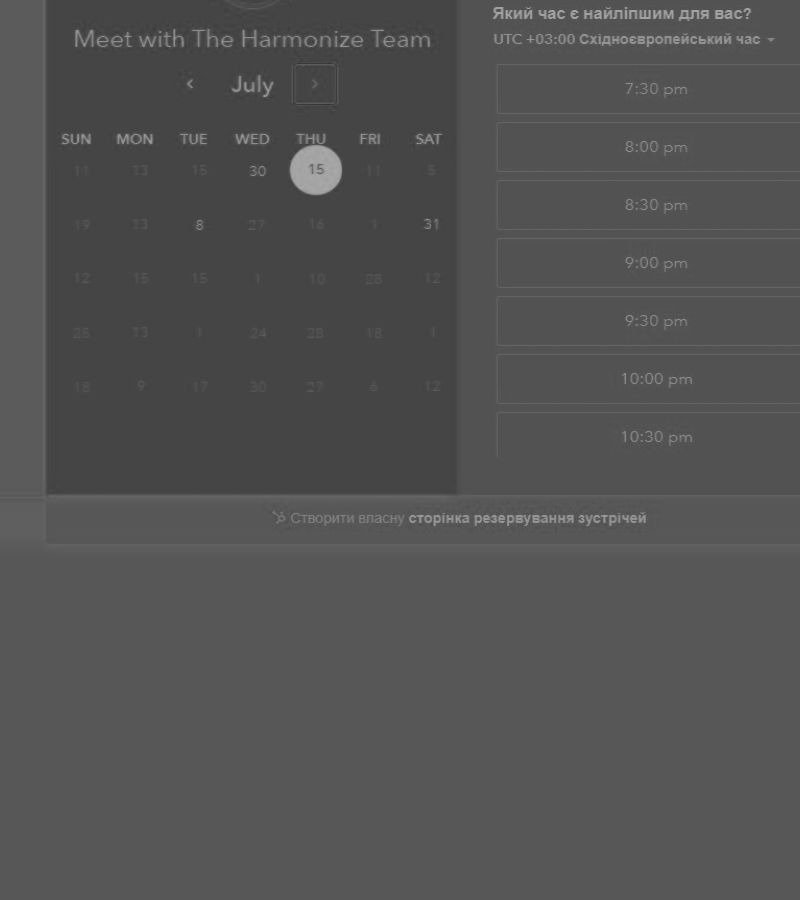 Meet with The Harmonize Team
July
SUN MON TUE WED THU FRI SAT
11 13 15 30 15 11 5
19 13 8 27 16 1 31
12 15 15 1 10 28 12
25 13 1 24 28 18 1
18 9 17 30 27 6 12
Який час є найліпшим для вас?
UTC +03:00 Східноєвропейський час
7:30 pm
8:00 pm
8:30 pm
9:00 pm
9:30 pm
10:00 pm
10:30 pm
Створити власну сторінка резервування зустрічей